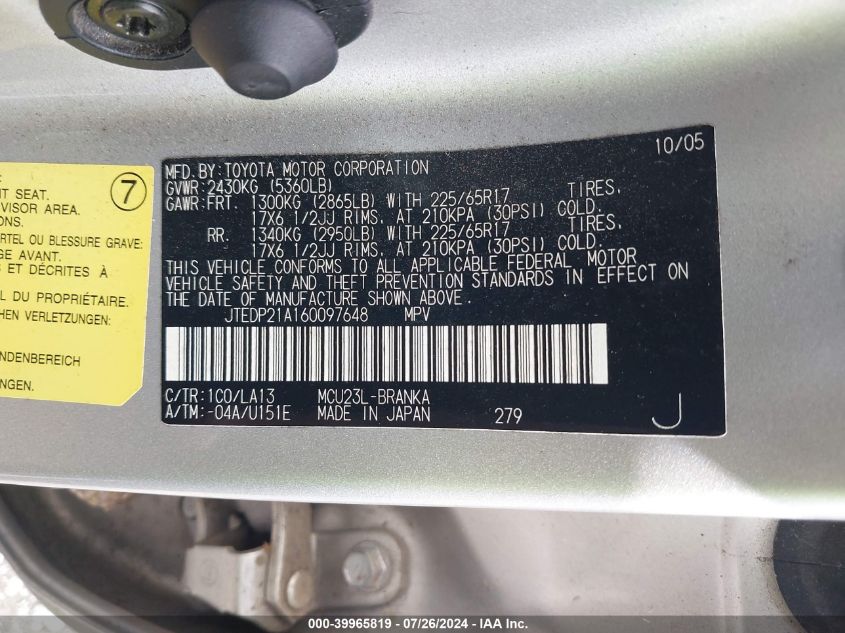 10/05
MFD. BY: TOYOTA MOTOR CORPORATION
GVWR: 2430KG (5360LB)
GAWR: FRT. 1300KG (2865LB) WITH 225/65R17 TIRES,
17X6 1/2JJ RIMS, AT 210KPA (30PSI) COLD.
RR. 1340KG (2950LB) WITH 225/65R17 TIRES,
17X6 1/2JJ RIMS, AT 210KPA (30PSI) COLD.
THIS VEHICLE CONFORMS TO ALL APPLICABLE FEDERAL MOTOR
VEHICLE SAFETY AND THEFT PREVENTION STANDARDS IN EFFECT ON
THE DATE OF MANUFACTURE SHOWN ABOVE.
JTEDP21A160097648 MPV
C/TR: 1C0/LA13 MCU23L-BRANKA
A/TM: -04A/U151E MADE IN JAPAN 279 J
7
T SEAT.
VISOR AREA.
ONS.
RTEL OU BLESSURE GRAVE:
GE AVANT.
ET DÉCRITES À
L DU PROPRIÉTAIRE.
HEN VERLETZUNG:
NDENBEREICH
EN.
000-39965819 / 07/26/2024 - IAA Inc.